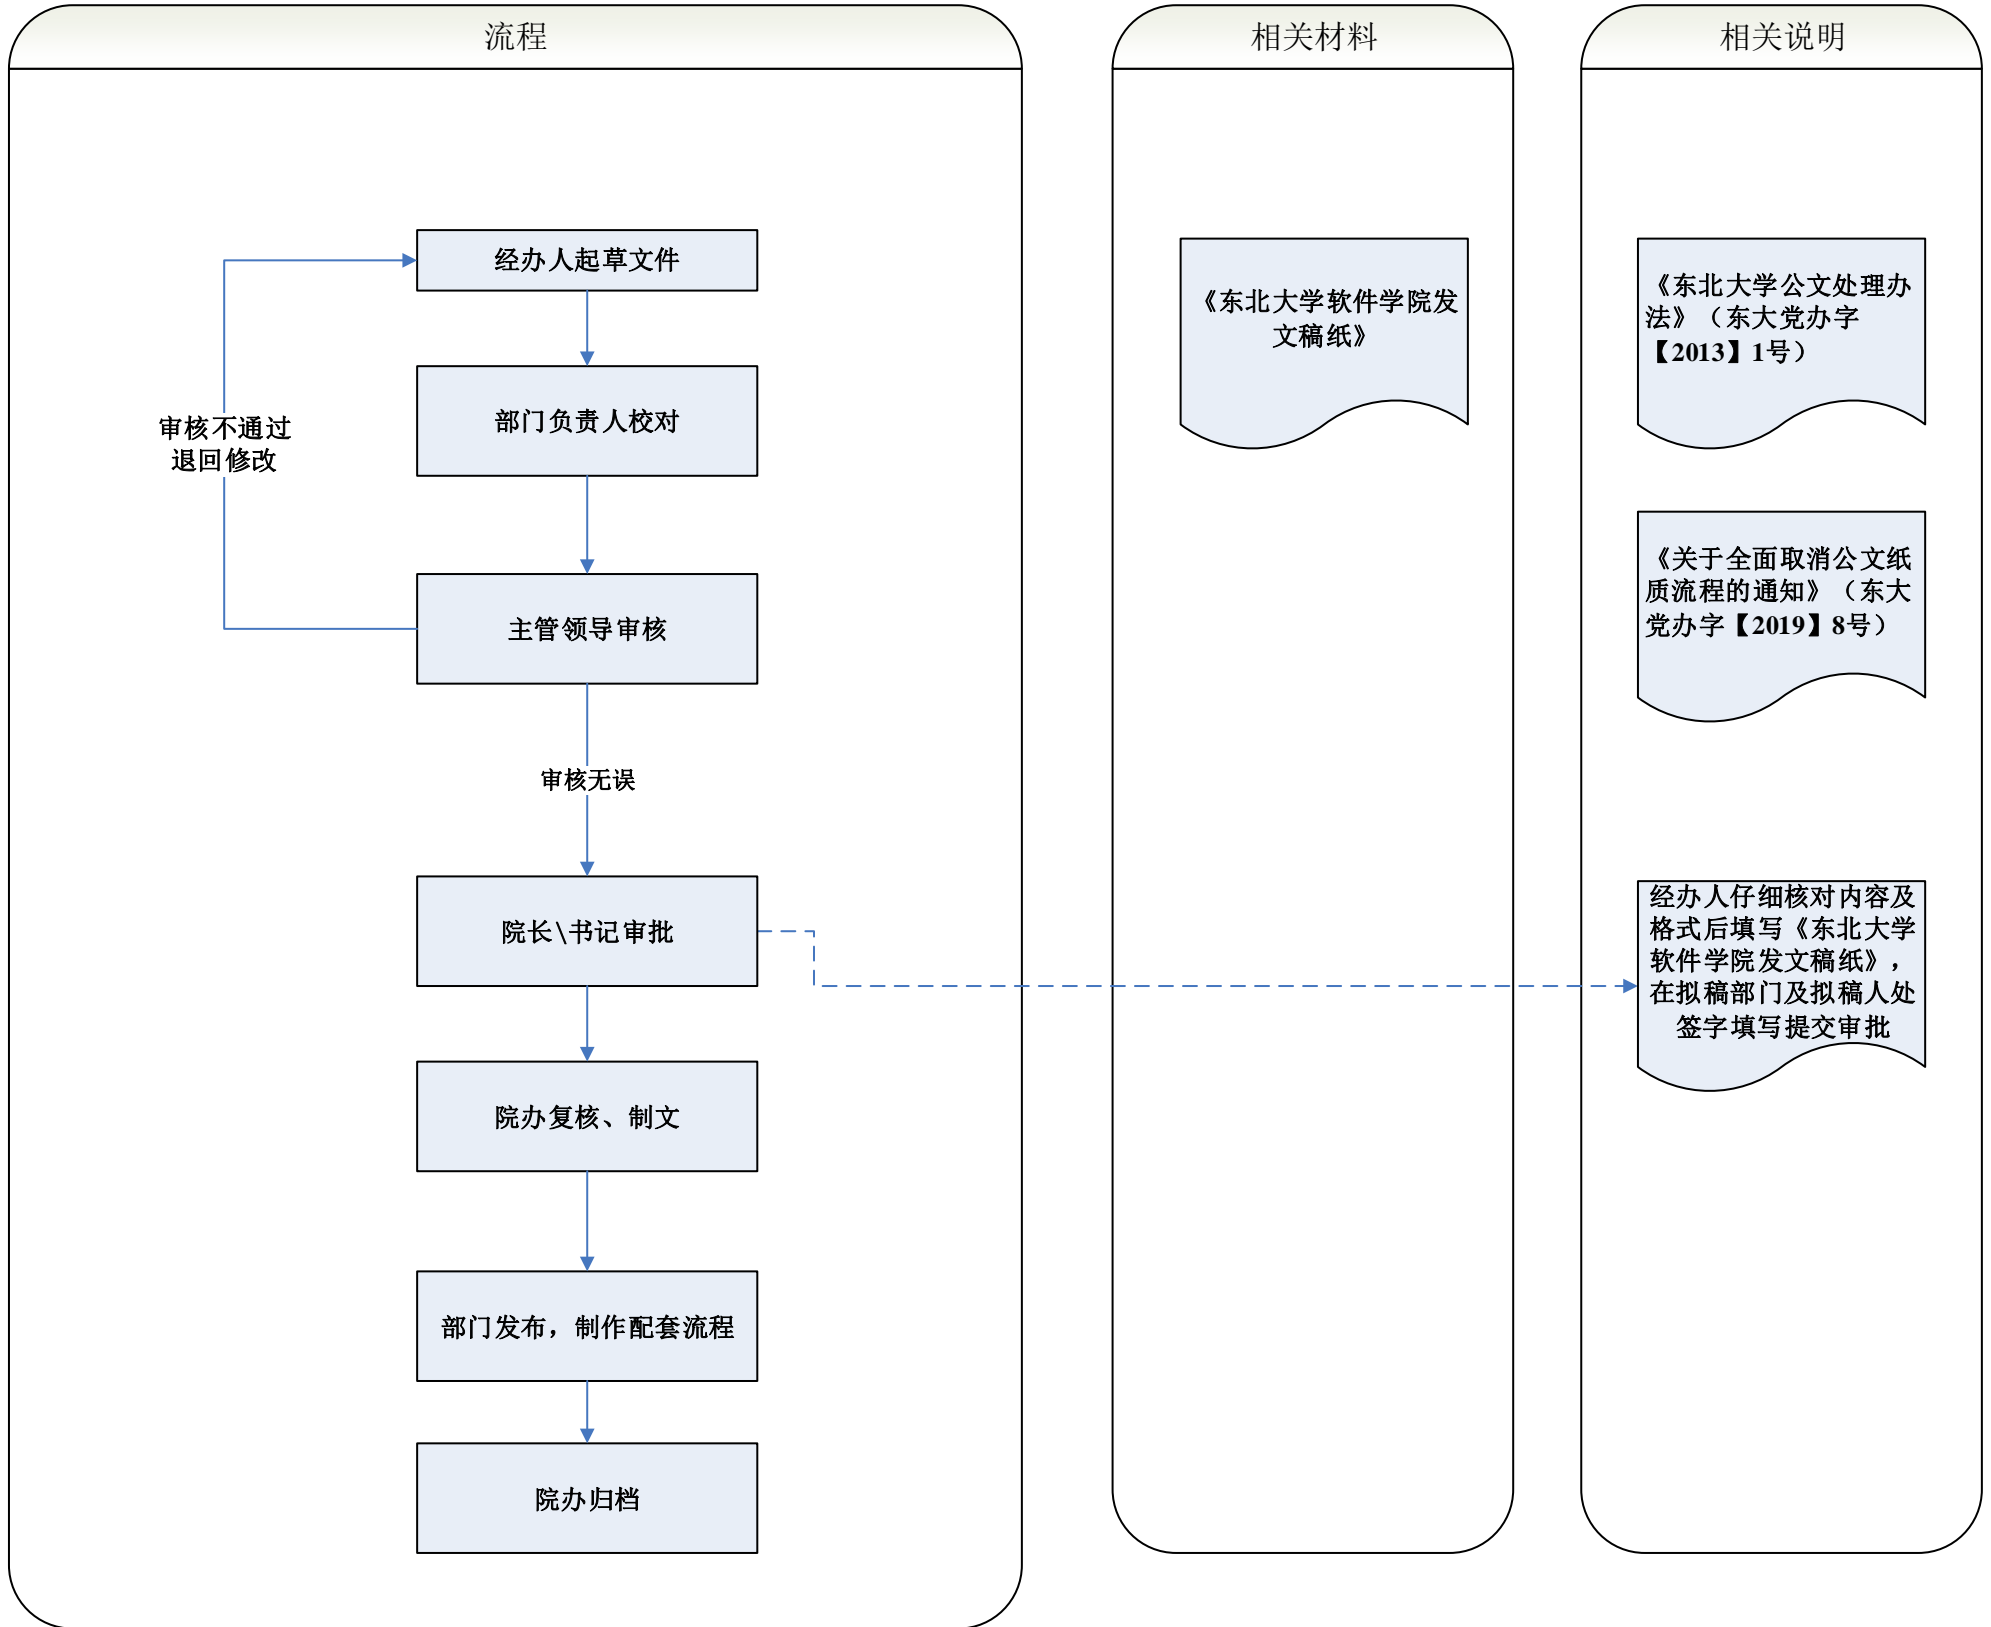 流程
经办人起草文件
部门负责人校对
审核不通过
退回修改
主管领导审核
审核无误
院长\书记审批
院办复核、制文
部门发布，制作配套流程
院办归档
相关材料
《东北大学软件学院发
文稿纸》
相关说明
《东北大学公文处理办
法》（东大党办字
【2013】1号）
《关于全面取消公文纸
质流程的通知》（东大
党办字【2019】8号）
经办人仔细核对内容及
格式后填写《东北大学
软件学院发文稿纸》，
在拟稿部门及拟稿人处
签字填写提交审批